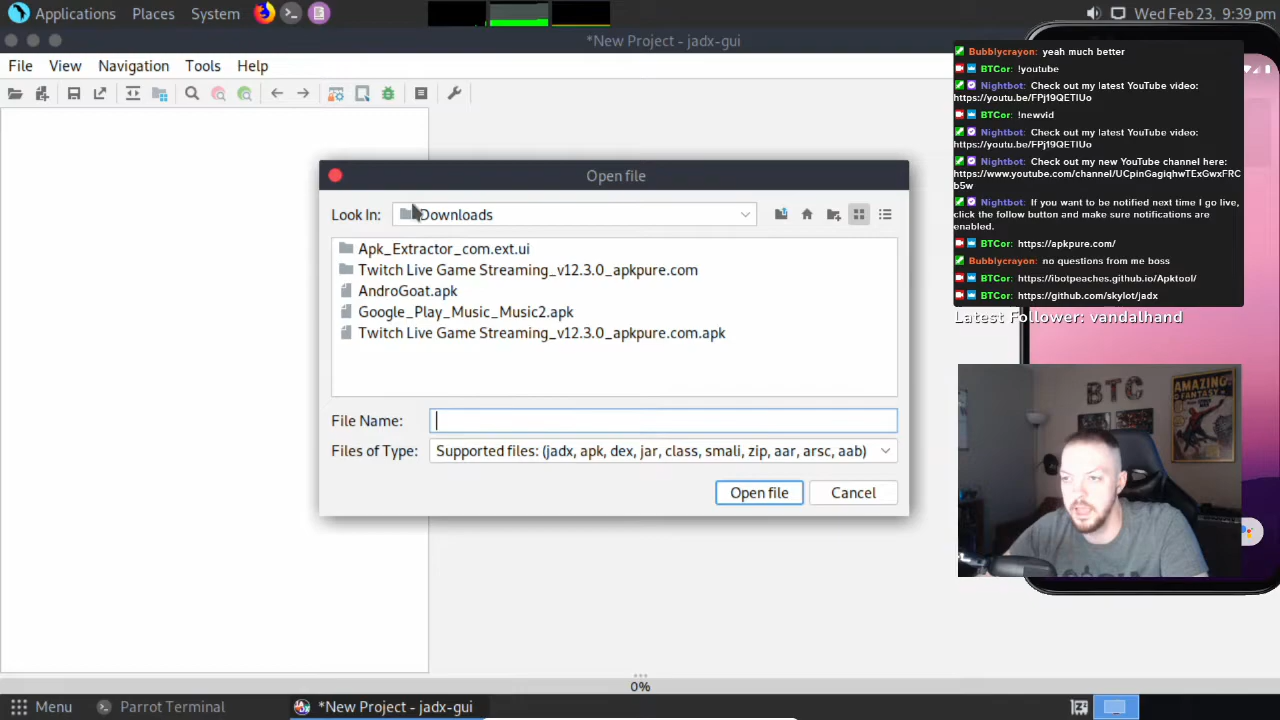 Applications Places System
Wed Feb 23, 9:39 pm
*New Project - jadx-gui
File View Navigation Tools Help
Open file
Look In: Downloads
Apk_Extractor_com.ext.ui
Twitch Live Game Streaming_v12.3.0_apkpure.com
AndroGoat.apk
Google_Play_Music_Music2.apk
Twitch Live Game Streaming_v12.3.0_apkpure.com.apk
File Name:
Files of Type: Supported files: (jadx, apk, dex, jar, class, smali, zip, aar, arsc, aab)
Open file Cancel
Bubblycrayon: yeah much better
BTCor: !youtube
Nightbot: Check out my latest YouTube video:
https://youtu.be/FPj19QETlUo
BTCor: !newvid
Nightbot: Check out my latest YouTube video:
https://youtu.be/FPj19QETlUo
Nightbot: Check out my new YouTube channel here:
https://www.youtube.com/channel/UCpinGagiqhwTExGwxFRC
b5w
Nightbot: If you want to be notified next time I go live,
click the follow button and make sure notifications are
enabled.
BTCor: https://apkpure.com/
Bubblycrayon: no questions from me boss
BTCor: https://ibotpeaches.github.io/Apktool/
BTCor: https://github.com/skylot/jadx
Latest Follower: vandalhand
BTC
AMAZING
FANTASY
0%
Menu Parrot Terminal *New Project - jadx-gui